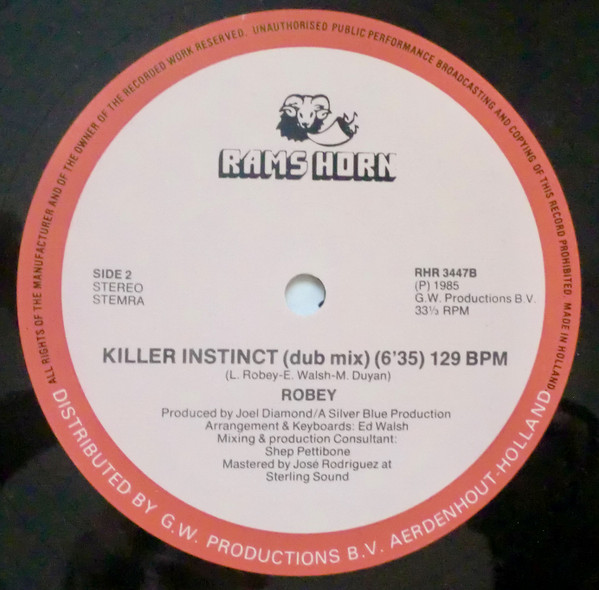 ALL RIGHTS OF THE MANUFACTURER AND OF THE OWNER OF THE RECORDED WORK RESERVED. UNAUTHORISED PUBLIC PERFORMANCE BROADCASTING AND COPYING OF THIS RECORD PROHIBITED. MADE IN HOLLAND
RAMS HORN
SIDE 2
STEREO
STEMRA
RHR 3447B
(P) 1985
G.W. Productions B.V.
33⅓ RPM
KILLER INSTINCT (dub mix) (6'35) 129 BPM
(L. Robey-E. Walsh-M. Duyan)
ROBEY
Produced by Joel Diamond/A Silver Blue Production
Arrangement & Keyboards: Ed Walsh
Mixing & production Consultant:
Shep Pettibone
Mastered by José Rodriguez at
Sterling Sound
DISTRIBUTED BY G.W. PRODUCTIONS B.V. AERDENHOUT-HOLLAND